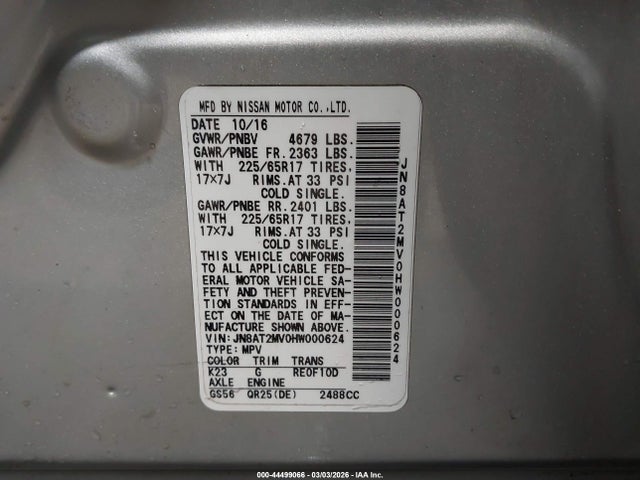 MFD BY NISSAN MOTOR CO.,LTD.
DATE 10/16
GVWR/PNBV 4679 LBS.
GAWR/PNBE FR. 2363 LBS.
WITH 225/65R17 TIRES.
17×7J RIMS.AT 33 PSI
COLD SINGLE.
GAWR/PNBE RR. 2401 LBS.
WITH 225/65R17 TIRES.
17×7J RIMS.AT 33 PSI
COLD SINGLE.
THIS VEHICLE CONFORMS
TO ALL APPLICABLE FED-
ERAL MOTOR VEHICLE SA-
FETY AND THEFT PREVEN-
TION STANDARDS IN EFF-
ECT ON THE DATE OF MA-
NUFACTURE SHOWN ABOVE.
VIN:JN8AT2MV0HW000624
TYPE:MPV
COLOR TRIM TRANS
K23 G RE0F10D
AXLE ENGINE
GS56 QR25(DE) 2488CC
JN8AT2MV0HW000624
000-44499066 - 03/03/2026 - IAA Inc.